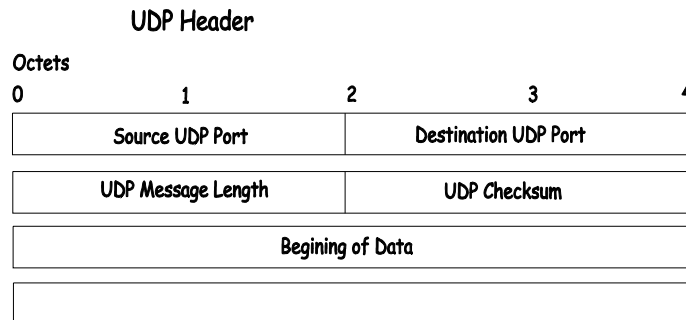 UDP Header
Octets
0 1 2 3 4
Source UDP Port Destination UDP Port
UDP Message Length UDP Checksum
Begining of Data